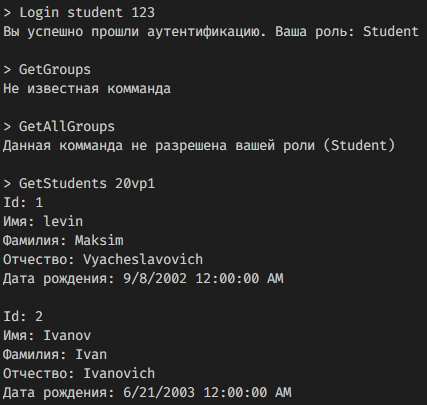 > Login student 123
Вы успешно прошли аутентификацию. Ваша роль: Student
> GetGroups
Не известная комманда
> GetAllGroups
Данная комманда не разрешена вашей роли (Student)
> GetStudents 20vp1
Id: 1
Имя: levin
Фамилия: Maksim
Отчество: Vyacheslavovich
Дата рождения: 9/8/2002 12:00:00 AM
Id: 2
Имя: Ivanov
Фамилия: Ivan
Отчество: Ivanovich
Дата рождения: 6/21/2003 12:00:00 AM